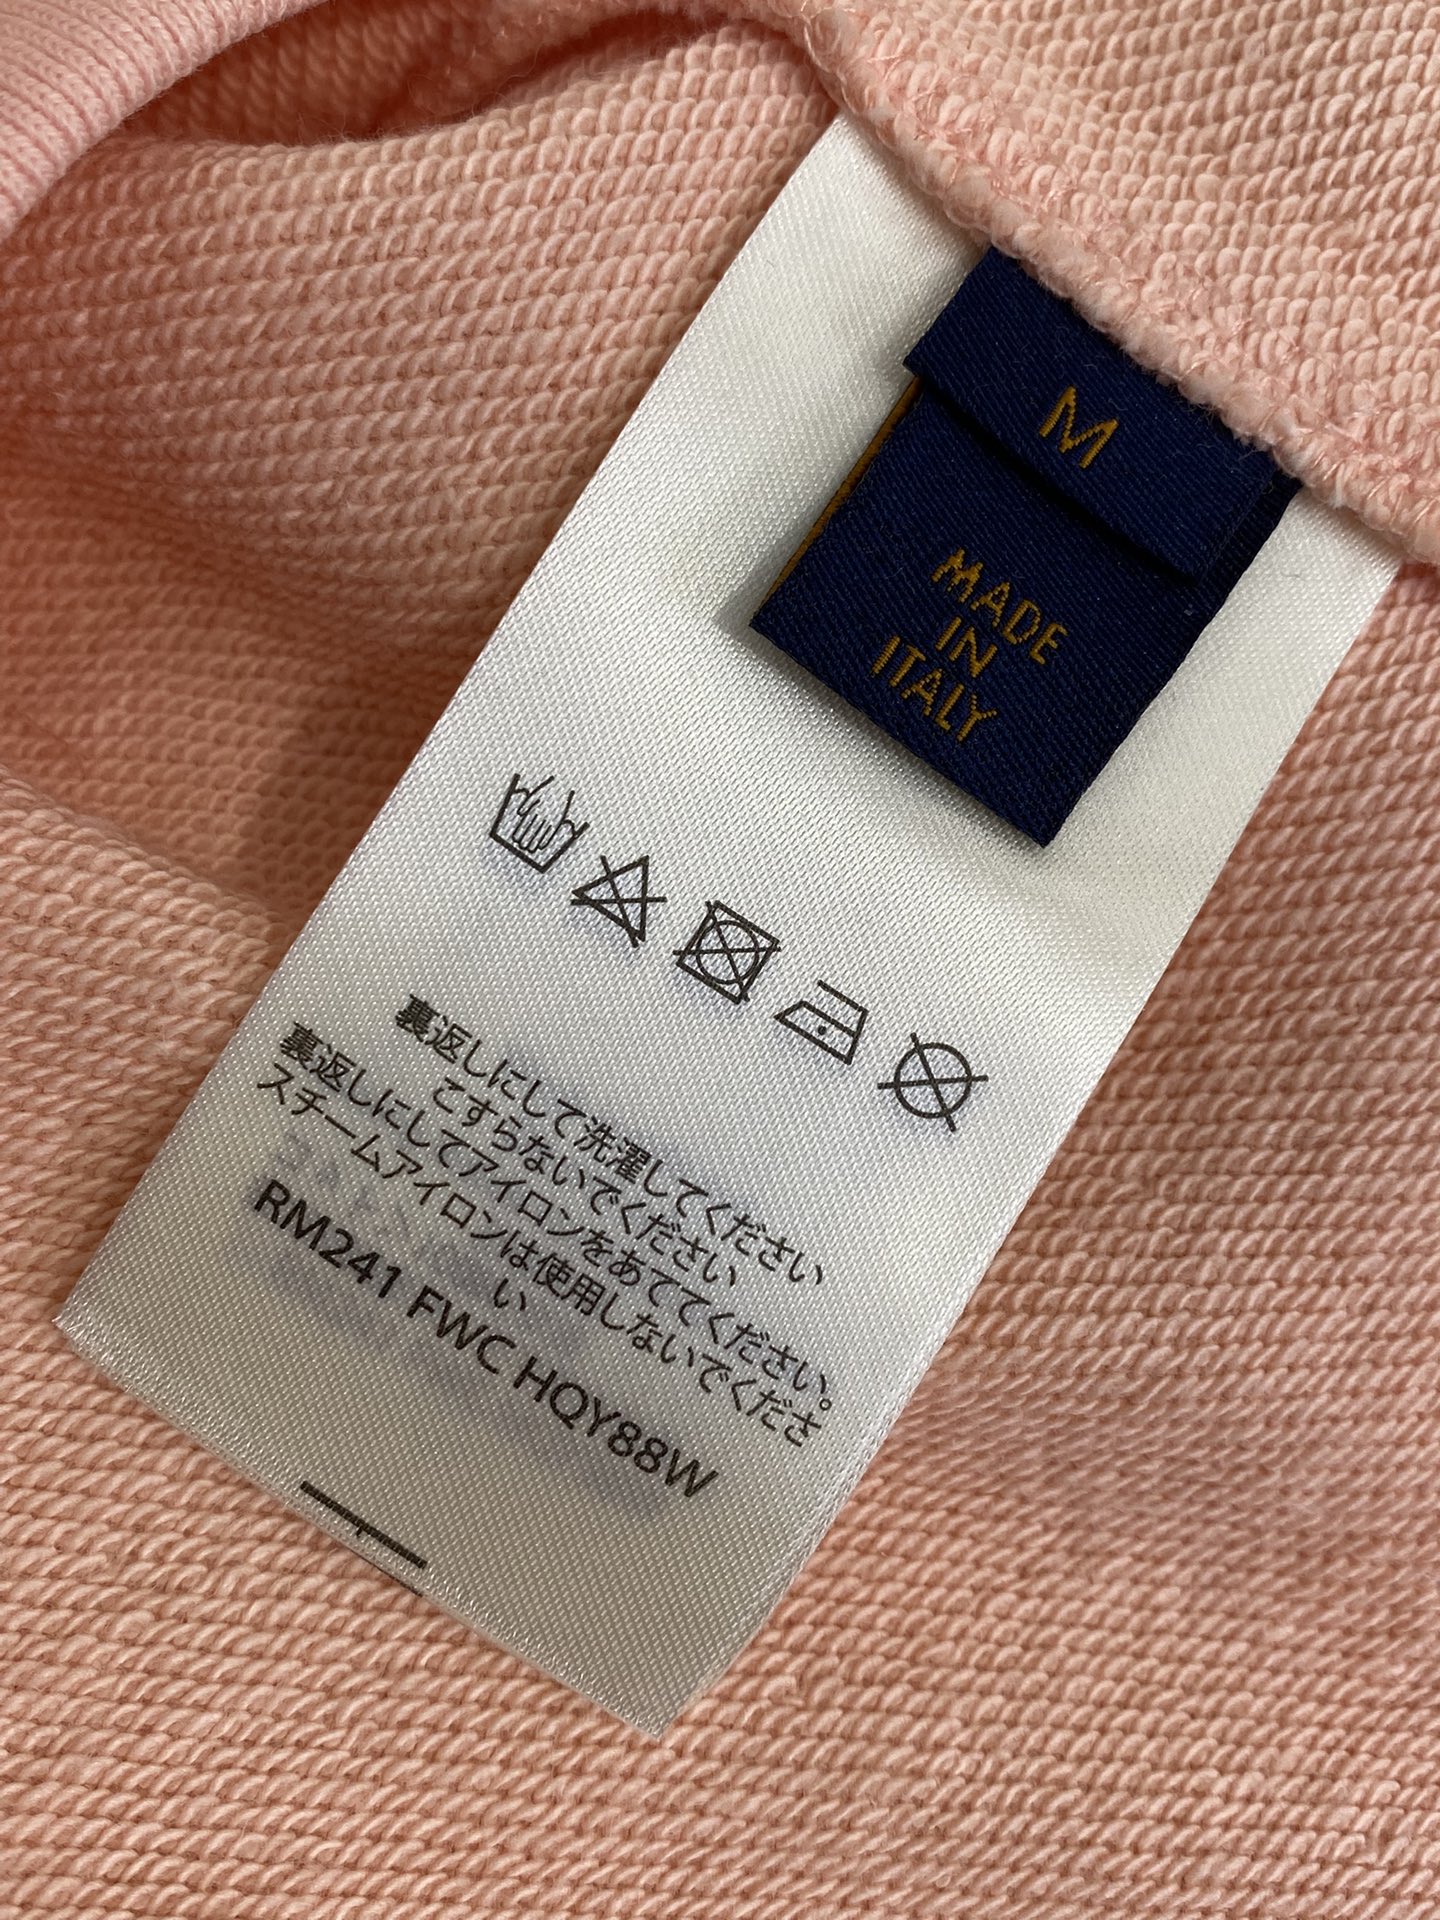 M
MADE
IN
ITALY
裏返しにして洗濯してください
こすらないでください
裏返しにしてアイロンをあててください。
スチームアイロンは使用しないでくださ
い
RM241 FWC HQY88W